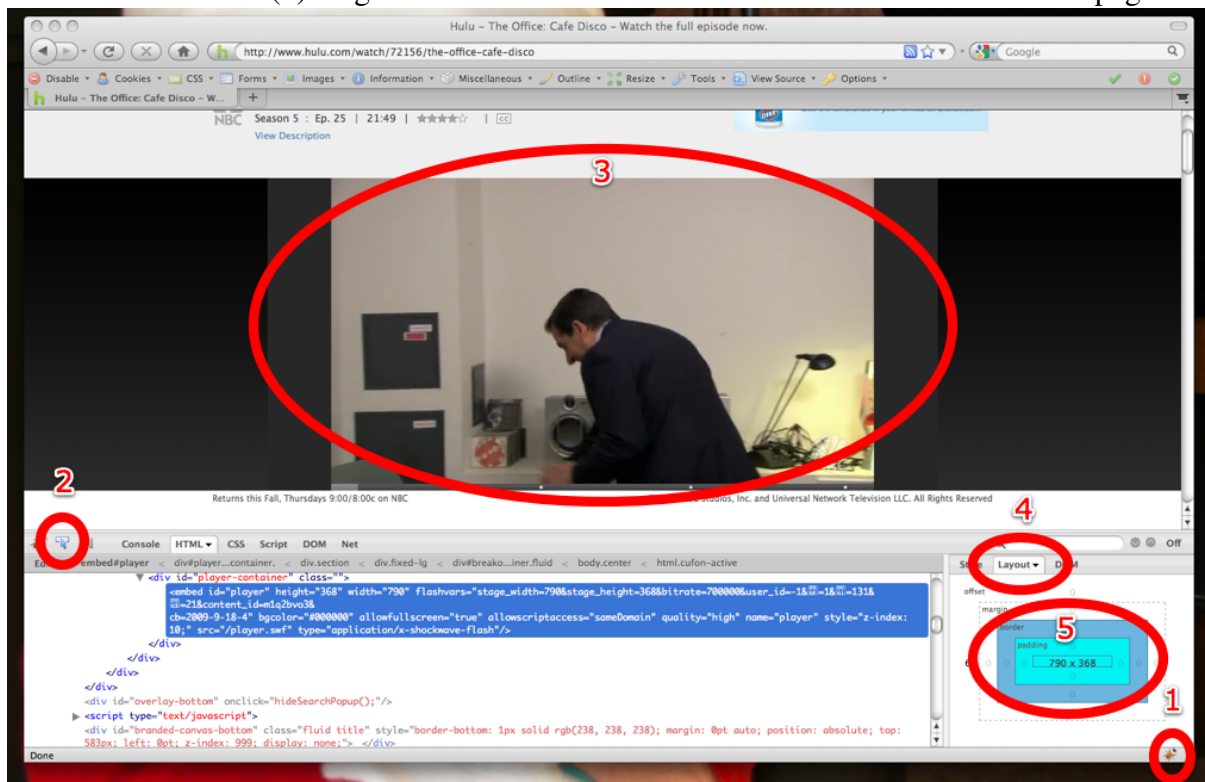 Hulu – The Office: Cafe Disco – Watch the full episode now.
http://www.hulu.com/watch/72156/the-office-cafe-disco
Google
Disable Cookies CSS Forms Images Information Miscellaneous Outline Resize Tools View Source Options
Hulu – The Office: Cafe Disco – W... +
NBC Season 5 : Ep. 25 | 21:49 | cc
View Description
3
Returns this Fall, Thursdays 9:00/8:00c on NBC
Studios, Inc. and Universal Network Television LLC. All Rights Reserved
2
4
Console HTML CSS Script DOM Net
Off
embed#player < div#player...container. < div.section < div.fixed-lg < div#breako...iner.fluid < body.center < html.cufon-active
Layout
<div id="player-container" class="">
<embed id="player" height="368" width="790" flashvars="stage_width=790&stage_height=368&bitrate=700000&user_id=-1&=1&=131&
=21&content_id=m1q2bvo3&
cb=2009-9-18-4" bgcolor="#000000" allowfullscreen="true" allowscriptaccess="sameDomain" quality="high" name="player" style="z-index:
10;" src="/player.swf" type="application/x-shockwave-flash"/>
</div>
</div>
</div>
</div>
<div id="overlay-bottom" onclick="hideSearchPopup();"/>
<script type="text/javascript">
<div id="branded-canvas-bottom" class="fluid title" style="border-bottom: 1px solid rgb(238, 238, 238); margin: 0pt auto; position: absolute; top:
583px; left: 0pt; z-index: 999; display: none;"> </div>
offset 0
margin
border
5
padding
0 0 790 x 368 0 0
0
0
1
Done